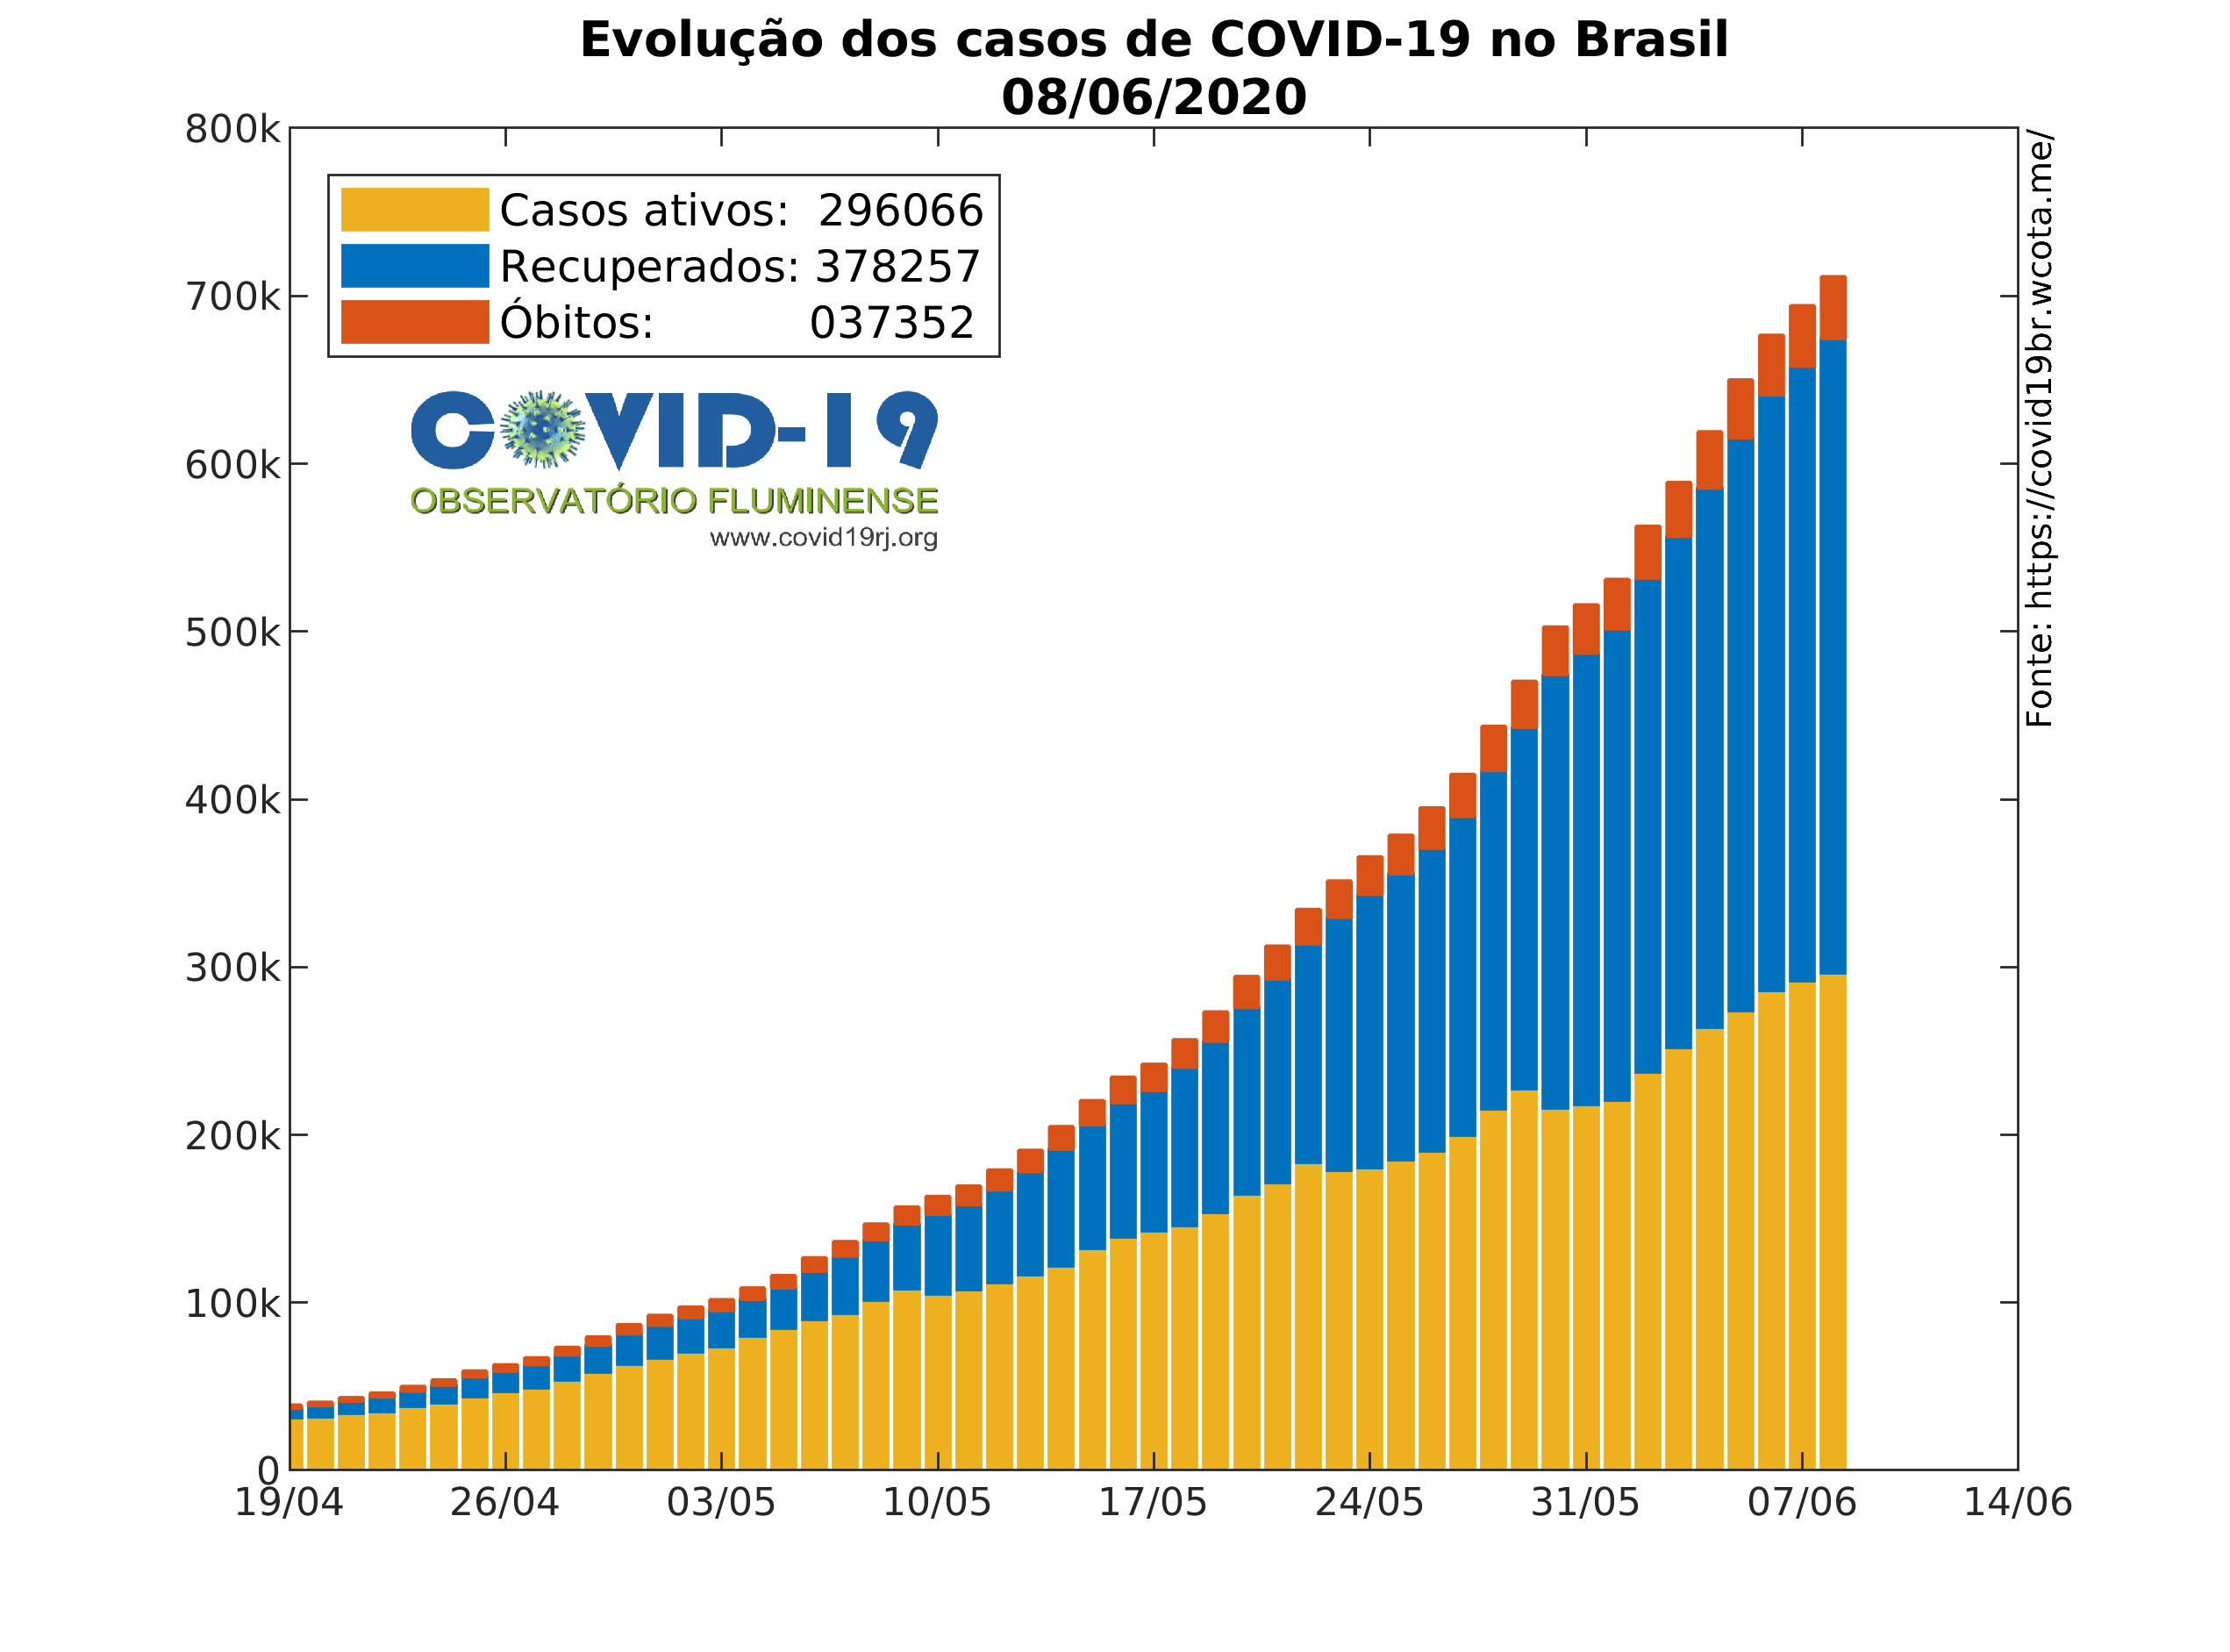 Evolução dos casos de COVID-19 no Brasil
08/06/2020
800k
700k
600k
500k
400k
300k
200k
100k
0
Casos ativos: 296066
Recuperados: 378257
Óbitos: 037352
COVID-19
OBSERVATÓRIO FLUMINENSE
www.covid19rj.org
Fonte: https://covid19br.wcota.me/
19/04 26/04 03/05 10/05 17/05 24/05 31/05 07/06 14/06